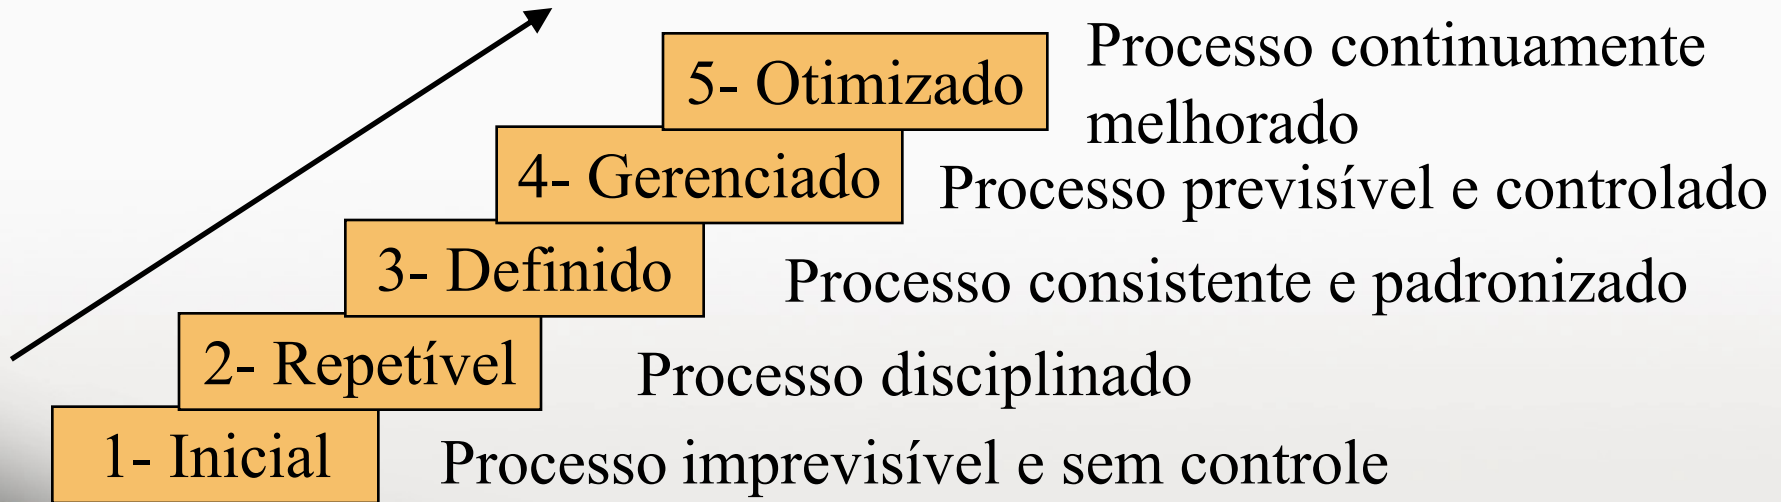 5- Otimizado
Processo continuamente
melhorado
4- Gerenciado
Processo previsível e controlado
3- Definido
Processo consistente e padronizado
2- Repetível
Processo disciplinado
1- Inicial
Processo imprevisível e sem controle